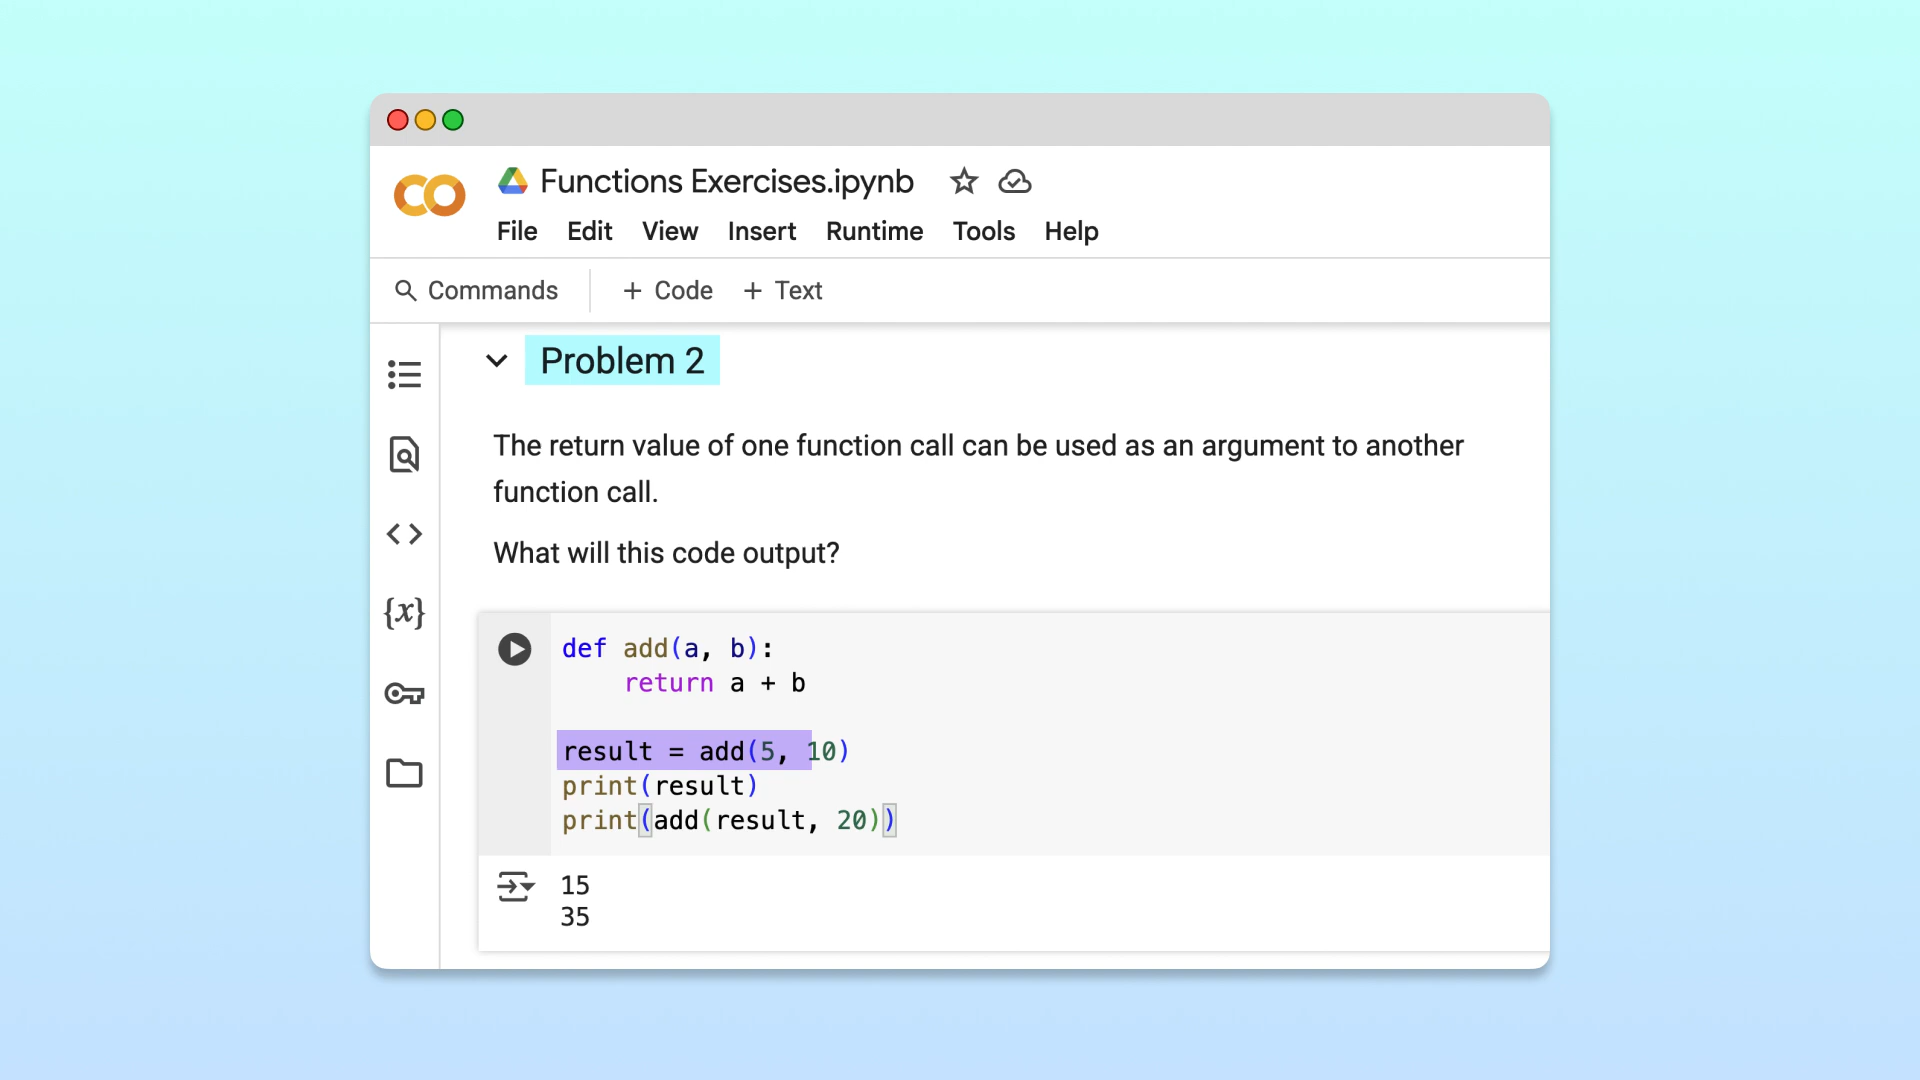 Functions Exercises.ipynb
File Edit View Insert Runtime Tools Help
Commands + Code + Text
Problem 2
The return value of one function call can be used as an argument to another
function call.
What will this code output?
def add(a, b):
    return a + b
result = add(5, 10)
print(result)
print(add(result, 20))
15
35
{x}